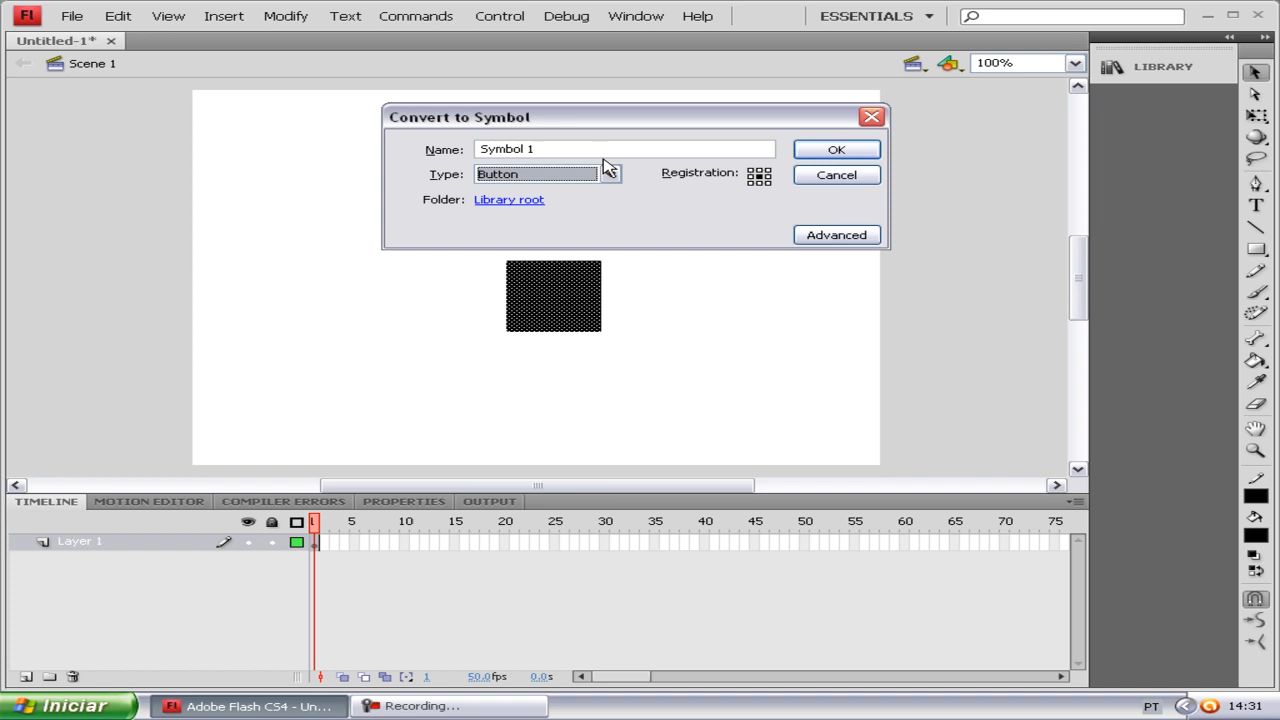 Fl File Edit View Insert Modify Text Commands Control Debug Window Help ESSENTIALS
Untitled-1* ×
Scene 1 100%
LIBRARY
Convert to Symbol
Name: Symbol 1 OK
Type: Button Registration: Cancel
Folder: Library root
Advanced
TIMELINE MOTION EDITOR COMPILER ERRORS PROPERTIES OUTPUT
1 5 10 15 20 25 30 35 40 45 50 55 60 65 70 75
Layer 1
1 50.0fps 0.0s
Iniciar Fl Adobe Flash CS4 - Un... Recording... PT 14:31